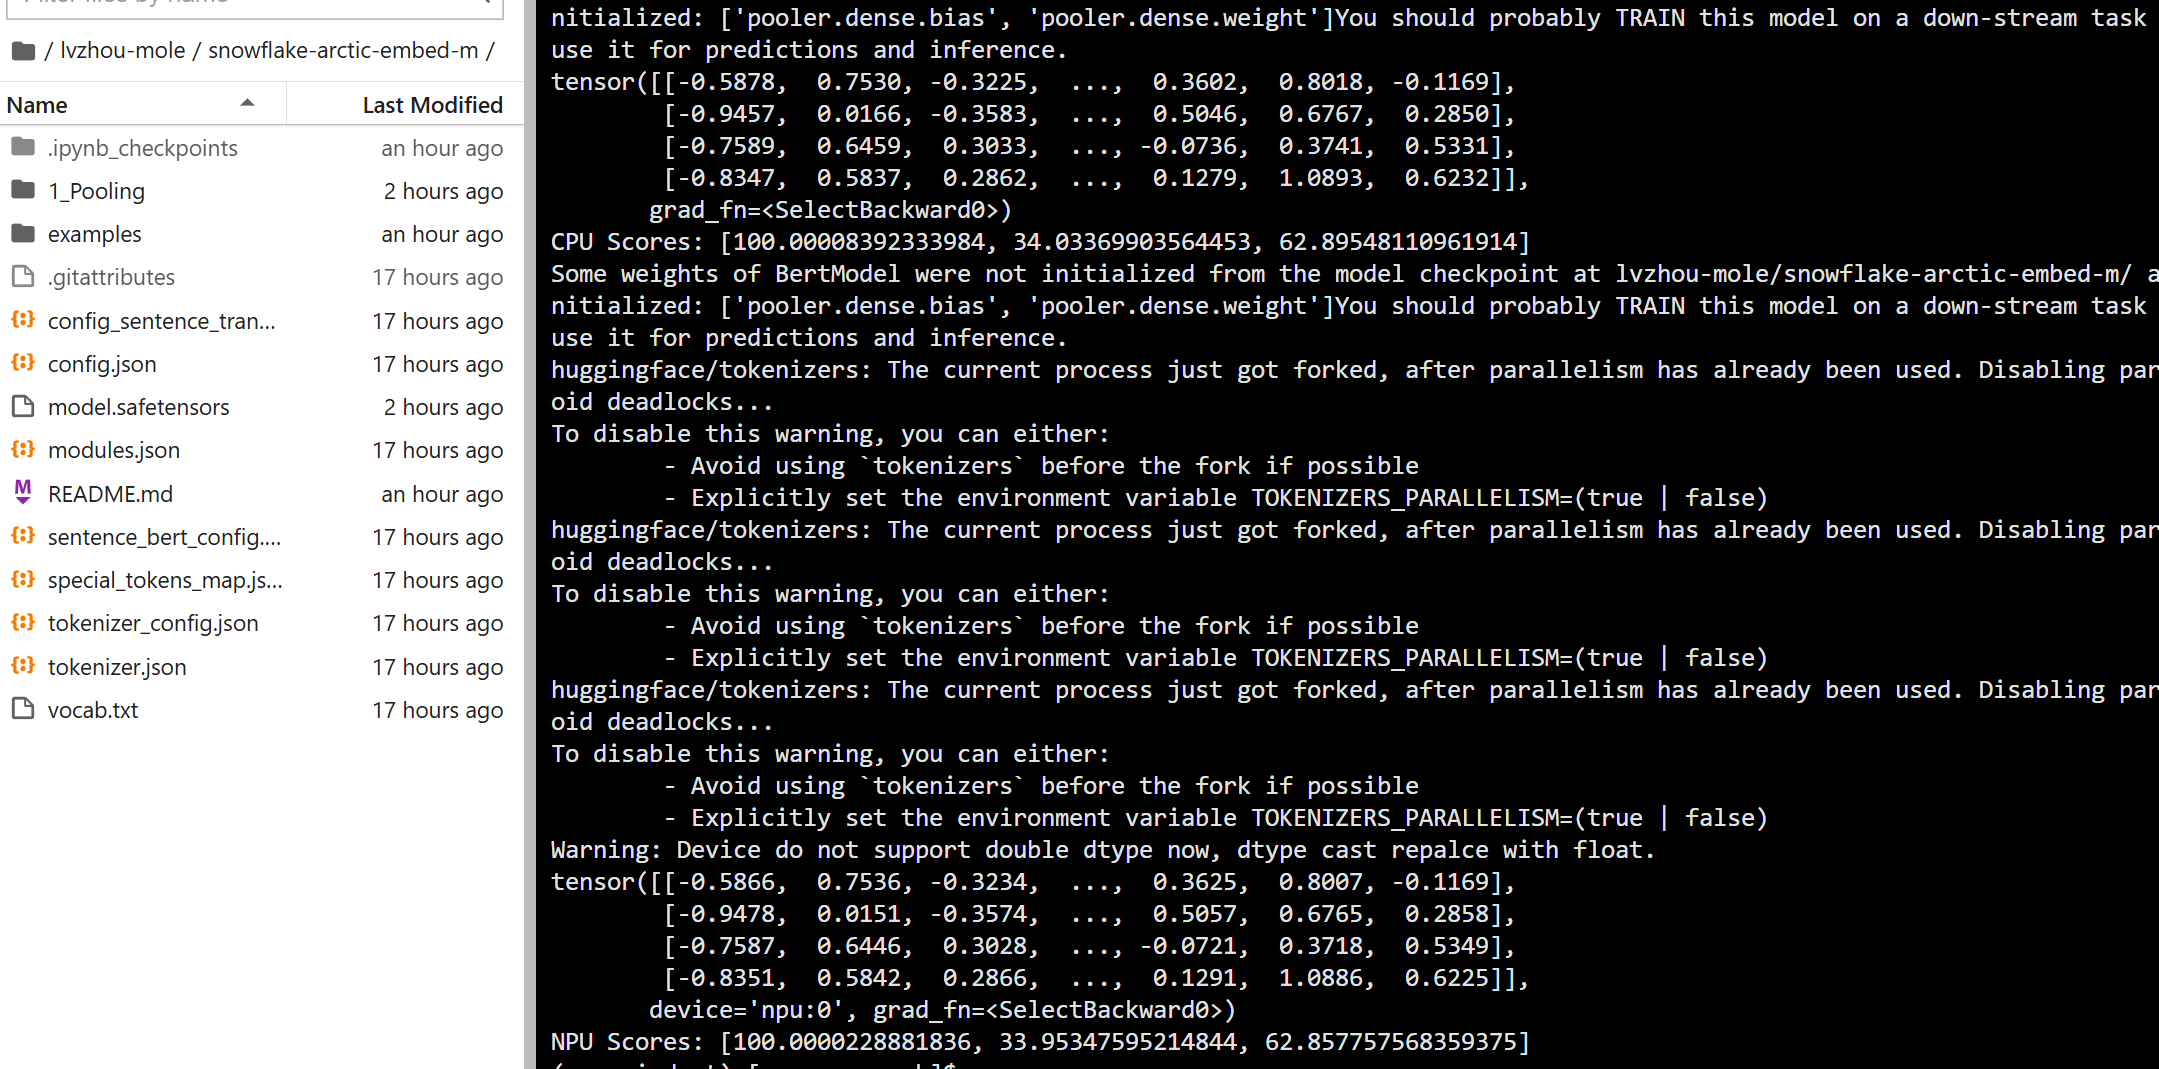 Filter files by name
/ lvzhou-mole / snowflake-arctic-embed-m /
Name Last Modified
.ipynb_checkpoints an hour ago
1_Pooling 2 hours ago
examples an hour ago
.gitattributes 17 hours ago
config_sentence_tran... 17 hours ago
config.json 17 hours ago
model.safetensors 2 hours ago
modules.json 17 hours ago
README.md an hour ago
sentence_bert_config.... 17 hours ago
special_tokens_map.js... 17 hours ago
tokenizer_config.json 17 hours ago
tokenizer.json 17 hours ago
vocab.txt 17 hours ago
nitialized: ['pooler.dense.bias', 'pooler.dense.weight']You should probably TRAIN this model on a down-stream task
use it for predictions and inference.
tensor([[-0.5878,  0.7530, -0.3225,  ...,  0.3602,  0.8018, -0.1169],
        [-0.9457,  0.0166, -0.3583,  ...,  0.5046,  0.6767,  0.2850],
        [-0.7589,  0.6459,  0.3033,  ..., -0.0736,  0.3741,  0.5331],
        [-0.8347,  0.5837,  0.2862,  ...,  0.1279,  1.0893,  0.6232]],
       grad_fn=<SelectBackward0>)
CPU Scores: [100.00008392333984, 34.03369903564453, 62.89548110961914]
Some weights of BertModel were not initialized from the model checkpoint at lvzhou-mole/snowflake-arctic-embed-m/ a
nitialized: ['pooler.dense.bias', 'pooler.dense.weight']You should probably TRAIN this model on a down-stream task
use it for predictions and inference.
huggingface/tokenizers: The current process just got forked, after parallelism has already been used. Disabling par
oid deadlocks...
To disable this warning, you can either:
        - Avoid using `tokenizers` before the fork if possible
        - Explicitly set the environment variable TOKENIZERS_PARALLELISM=(true | false)
huggingface/tokenizers: The current process just got forked, after parallelism has already been used. Disabling par
oid deadlocks...
To disable this warning, you can either:
        - Avoid using `tokenizers` before the fork if possible
        - Explicitly set the environment variable TOKENIZERS_PARALLELISM=(true | false)
huggingface/tokenizers: The current process just got forked, after parallelism has already been used. Disabling par
oid deadlocks...
To disable this warning, you can either:
        - Avoid using `tokenizers` before the fork if possible
        - Explicitly set the environment variable TOKENIZERS_PARALLELISM=(true | false)
Warning: Device do not support double dtype now, dtype cast repalce with float.
tensor([[-0.5866,  0.7536, -0.3234,  ...,  0.3625,  0.8007, -0.1169],
        [-0.9478,  0.0151, -0.3574,  ...,  0.5057,  0.6765,  0.2858],
        [-0.7587,  0.6446,  0.3028,  ..., -0.0721,  0.3718,  0.5349],
        [-0.8351,  0.5842,  0.2866,  ...,  0.1291,  1.0886,  0.6225]],
       device='npu:0', grad_fn=<SelectBackward0>)
NPU Scores: [100.0000228881836, 33.95347595214844, 62.857757568359375]